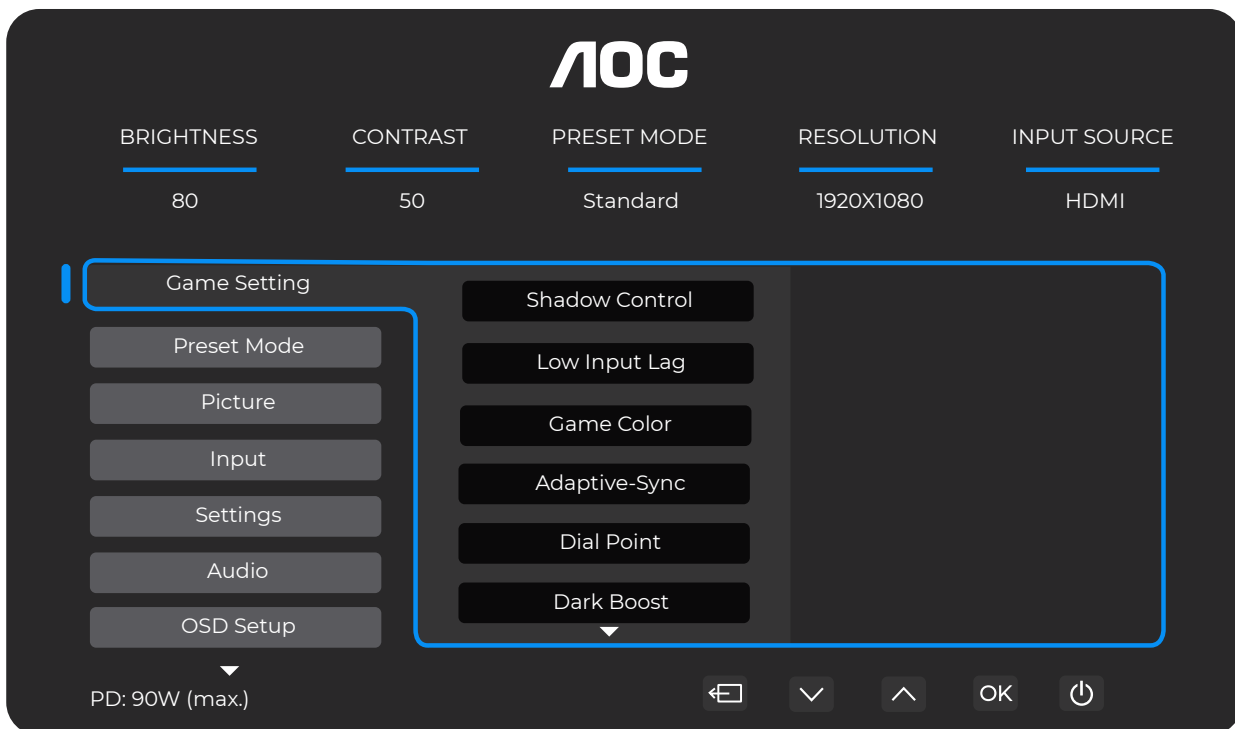 AOC
BRIGHTNESS CONTRAST PRESET MODE RESOLUTION INPUT SOURCE
80 50 Standard 1920X1080 HDMI
Game Setting
Preset Mode
Picture
Input
Settings
Audio
OSD Setup
Shadow Control
Low Input Lag
Game Color
Adaptive-Sync
Dial Point
Dark Boost
PD: 90W (max.)
OK